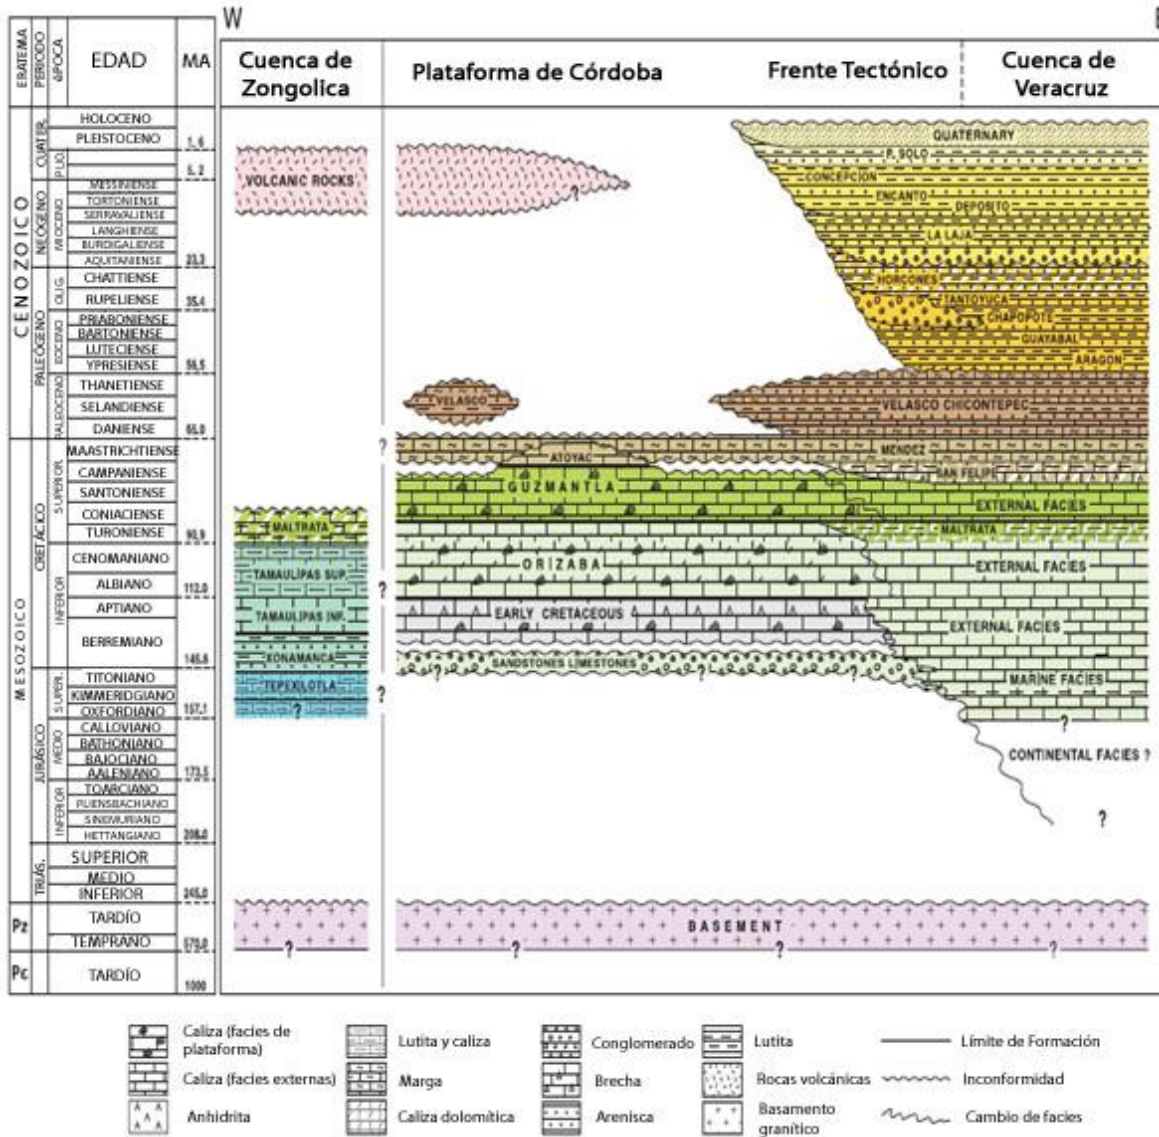 W
E
ERATEMA
PERIODO
ÉPOCA
EDAD
MA
Cuenca de
Zongolica
Plataforma de Córdoba
Frente Tectónico
Cuenca de
Veracruz
CENOZOICO
CUATER.
HOLOCENO
PLEISTOCENO
1,6
PLIO
5,2
NEÓGENO
MIOCENO
MESSINIENSE
TORTONIENSE
SERRAVALIENSE
LANGHIENSE
BURDIGALIENSE
AQUITANIENSE
23,3
PALEÓGENO
OLIG.
CHATTIENSE
RUPELIENSE
35.4
EOCENO
PRIABONIENSE
BARTONIENSE
LUTECIENSE
YPRESIENSE
56,5
PALEOCENO
THANETIENSE
SELANDIENSE
DANIENSE
65.0
MESOZOICO
CRETÁCICO
SUPERIOR.
MAASTRICHTIENSE
CAMPANIENSE
SANTONIENSE
CONIACIENSE
TURONIENSE
90,9
INFERIOR
CENOMANIANO
ALBIANO
112.0
APTIANO
BERREMIANO
145.6
JURÁSICO
SUPERI.
TITONIANO
KIMMERIDGIANO
OXFORDIANO
157.1
MEDIO
CALLOVIANO
BATHONIANO
BAJOCIANO
AALENIANO
173.5
INFERIOR
TOARCIANO
PLIENSBACHIANO
SINEMURIANO
HETTANGIANO
208.0
TRIÁS.
SUPERIOR
MEDIO
INFERIOR
245.0
Pz
TARDÍO
TEMPRANO
570.0
Pc
TARDÍO
1000
VOLCANIC ROCKS
?
QUATERNARY
P. SOLO
CONCEPCION
ENCANTO
DEPOSITO
LA LAJA
HORCONES
TANTOYUCA
CHAPOPOTE
GUAYABAL
ARAGON
VELASCO
VELASCO CHICONTEPEC
?
MENDEZ
ATOYAC
SAN FELIPE
GUZMANTLA
EXTERNAL FACIES
MALTRATA
MALTRATA
TAMAULIPAS SUP.
?
ORIZABA
EXTERNAL FACIES
TAMAULIPAS INF.
EARLY CRETACEOUS
EXTERNAL FACIES
XONAMANCA
SANDSTONES LIMESTONES
? ? ?
TEPEXILOTLA
?
MARINE FACIES
?
?
CONTINENTAL FACIES ?
?
BASEMENT
? ? ? ?
Caliza (facies de
plataforma)
Lutita y caliza
Conglomerado
Lutita
Límite de Formación
Caliza (facies externas)
Marga
Brecha
Rocas volcánicas
Inconformidad
Anhidrita
Caliza dolomítica
Arenisca
Basamento
granítico
Cambio de facies